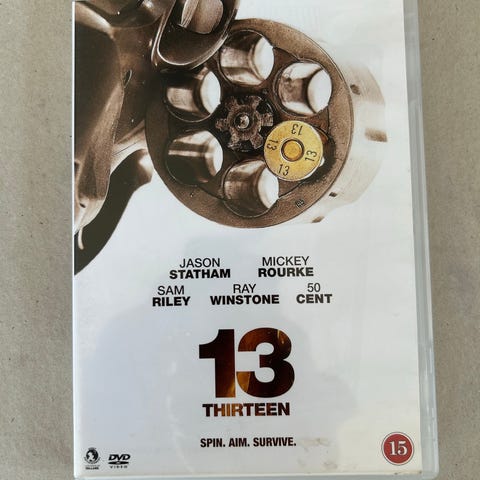 13
13
13
13
JASON MICKEY
STATHAM ROURKE
SAM RAY 50
RILEY WINSTONE CENT
13
THIRTEEN
SPIN. AIM. SURVIVE.
15
DVD
VIDEO